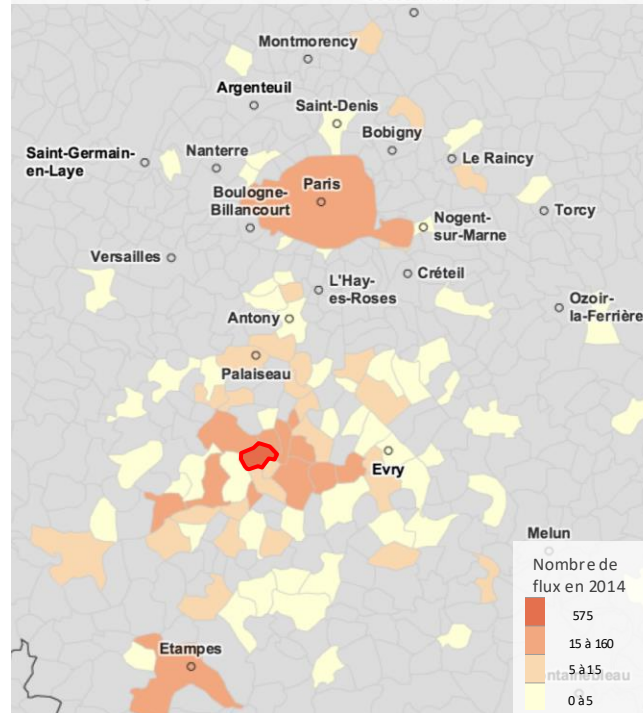 Montmorency
Argenteuil
Saint-Denis
Bobigny
Saint-Germain-
en-Laye
Nanterre
Le Raincy
Paris
Boulogne-
Billancourt
Nogent-
sur-Marne
Torcy
Versailles
Créteil
L'Hay-
es-Roses
Ozoir-
la-Ferrière
Antony
Palaiseau
Evry
Melun
Etampes
Nombre de
flux en 2014
575
15 à 160
5 à 15
0 à 5
ntainebleau